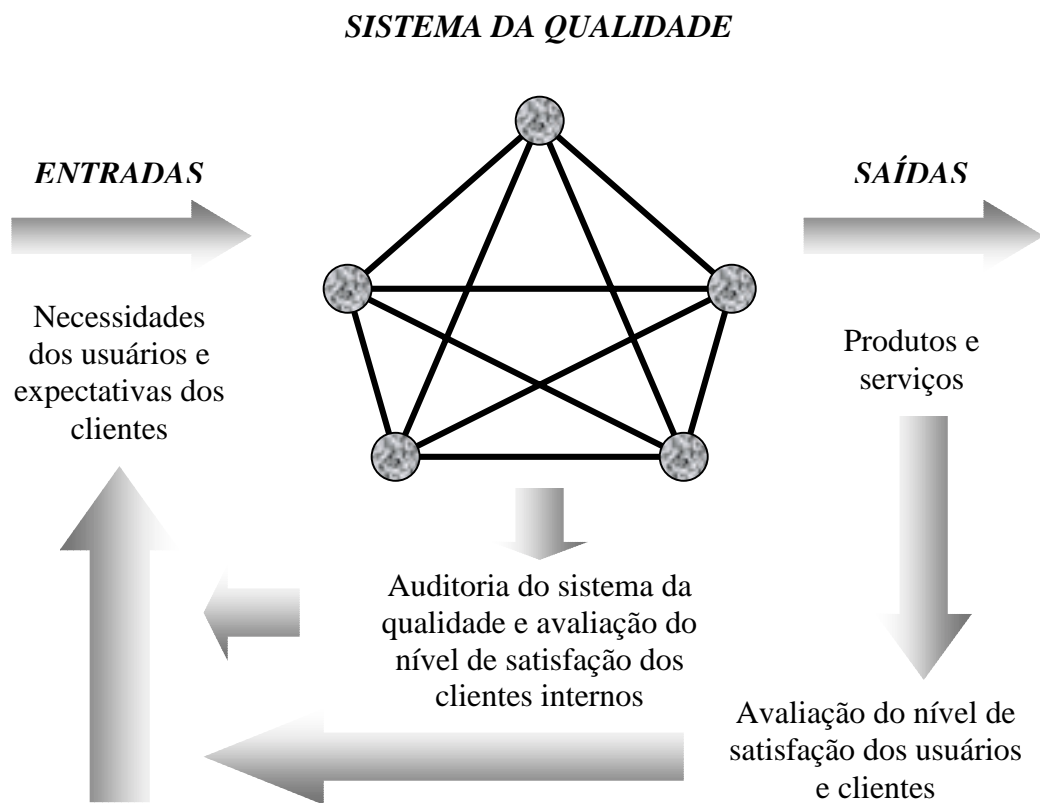 SISTEMA DA QUALIDADE
ENTRADAS
SAÍDAS
Necessidades
dos usuários e
expectativas dos
clientes
Produtos e
serviços
Auditoria do sistema da
qualidade e avaliação do
nível de satisfação dos
clientes internos
Avaliação do nível de
satisfação dos usuários
e clientes